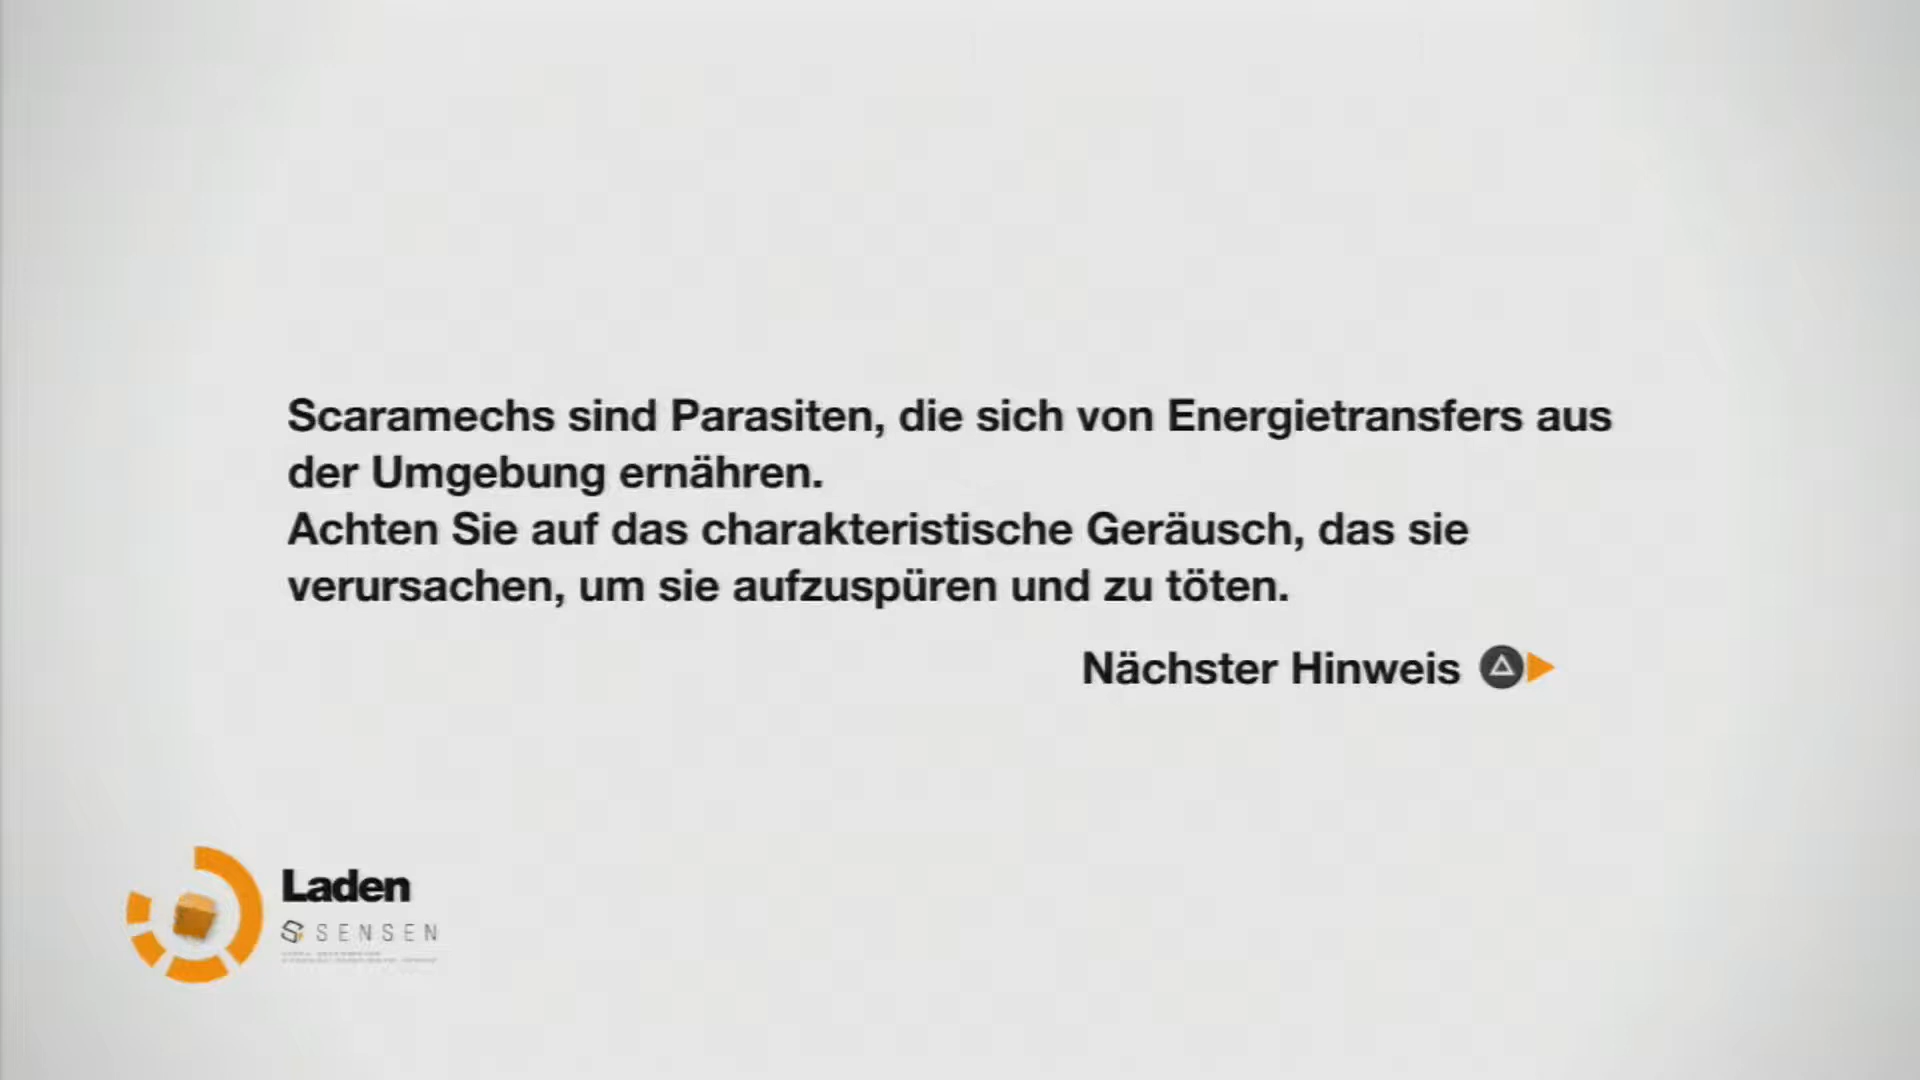 Scaramechs sind Parasiten, die sich von Energietransfers aus
der Umgebung ernähren.
Achten Sie auf das charakteristische Geräusch, das sie
verursachen, um sie aufzuspüren und zu töten.
Nächster Hinweis
Laden
SENSEN